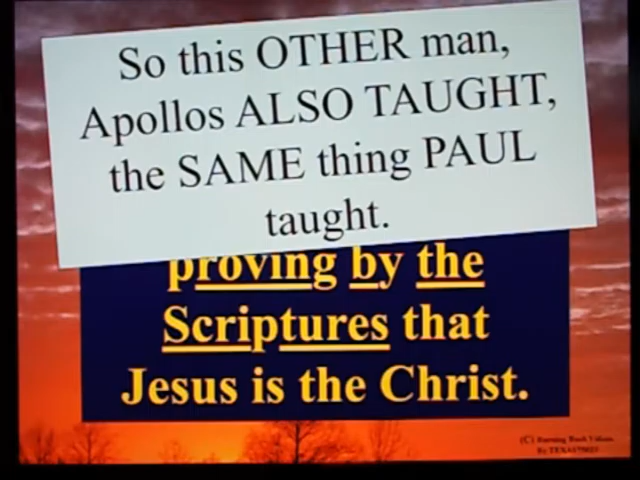 So this OTHER man,
Apollos ALSO TAUGHT,
the SAME thing PAUL
taught.
proving by the
Scriptures that
Jesus is the Christ.